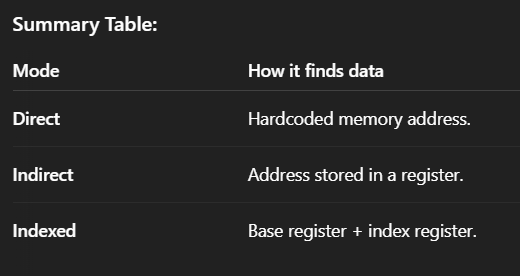 Summary Table:
Mode How it finds data
Direct Hardcoded memory address.
Indirect Address stored in a register.
Indexed Base register + index register.